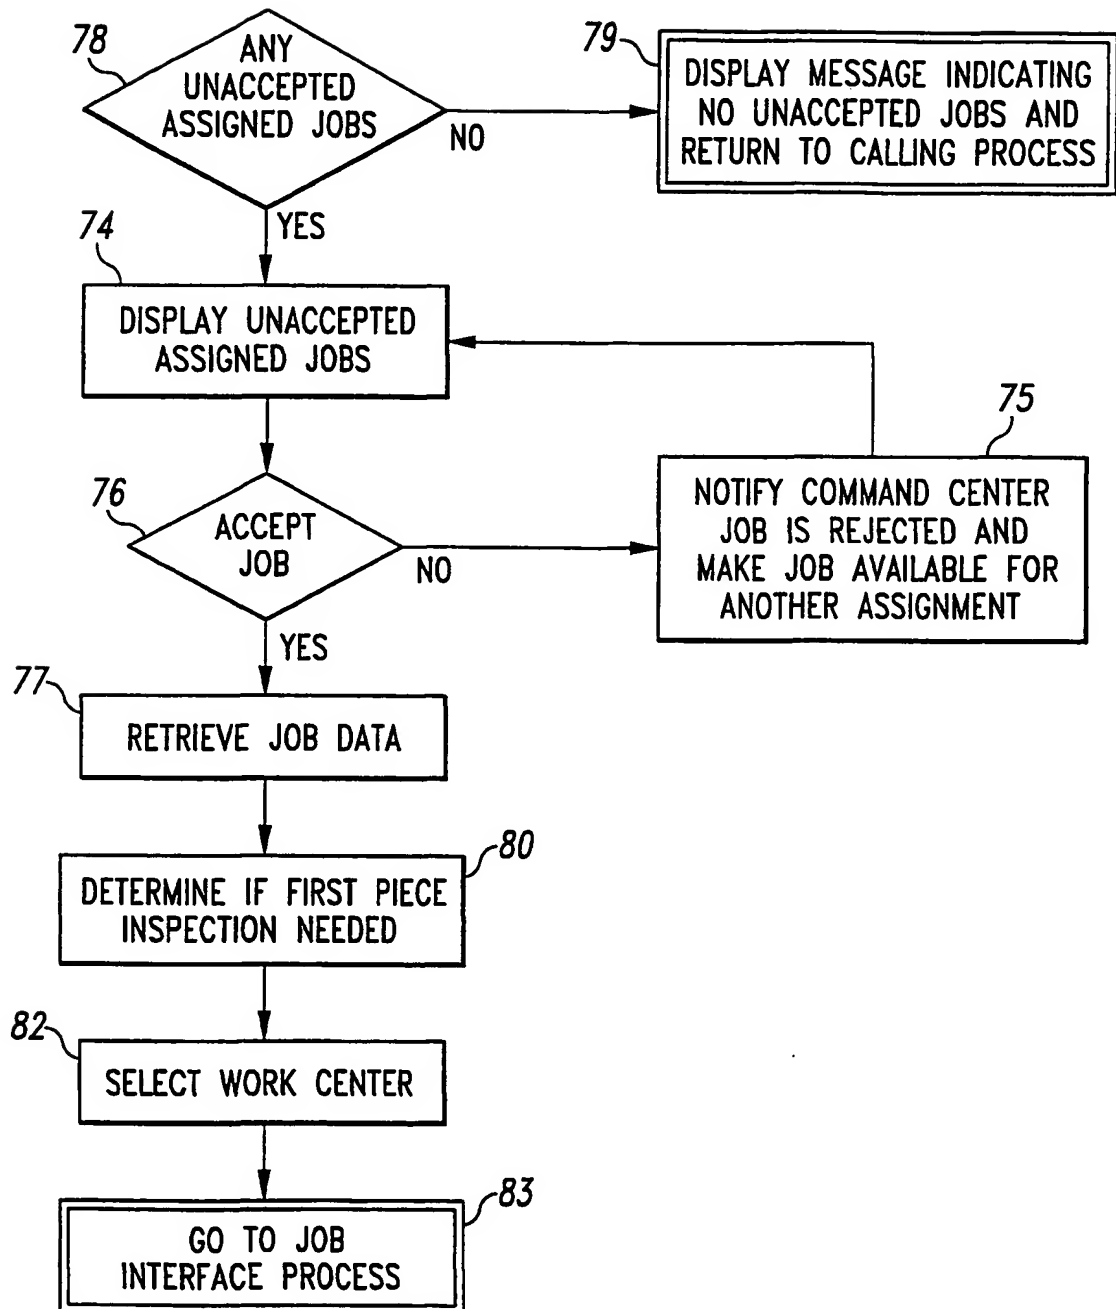 78
ANY
UNACCEPTED
ASSIGNED JOBS
NO
YES
79
DISPLAY MESSAGE INDICATING
NO UNACCEPTED JOBS AND
RETURN TO CALLING PROCESS
74
DISPLAY UNACCEPTED
ASSIGNED JOBS
75
NOTIFY COMMAND CENTER
JOB IS REJECTED AND
MAKE JOB AVAILABLE FOR
ANOTHER ASSIGNMENT
76
ACCEPT
JOB
NO
YES
77
RETRIEVE JOB DATA
80
DETERMINE IF FIRST PIECE
INSPECTION NEEDED
82
SELECT WORK CENTER
83
GO TO JOB
INTERFACE PROCESS